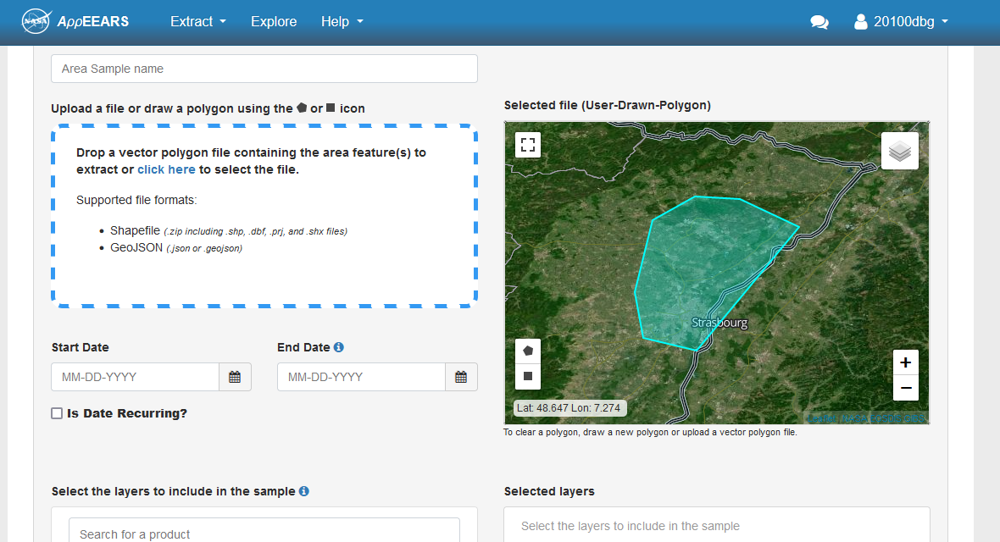 NASA AppEEARS Extract Explore Help 20100dbg
Area Sample name
Upload a file or draw a polygon using the or icon
Drop a vector polygon file containing the area feature(s) to
extract or click here to select the file.
Supported file formats:
Shapefile (.zip including .shp, .dbf, .prj, and .shx files)
GeoJSON (.json or .geojson)
Start Date
End Date
MM-DD-YYYY
MM-DD-YYYY
Is Date Recurring?
Selected file (User-Drawn-Polygon)
Strasbourg
+
−
Lat: 48.647 Lon: 7.274
To clear a polygon, draw a new polygon or upload a vector polygon file.
Select the layers to include in the sample
Search for a product
Selected layers
Select the layers to include in the sample